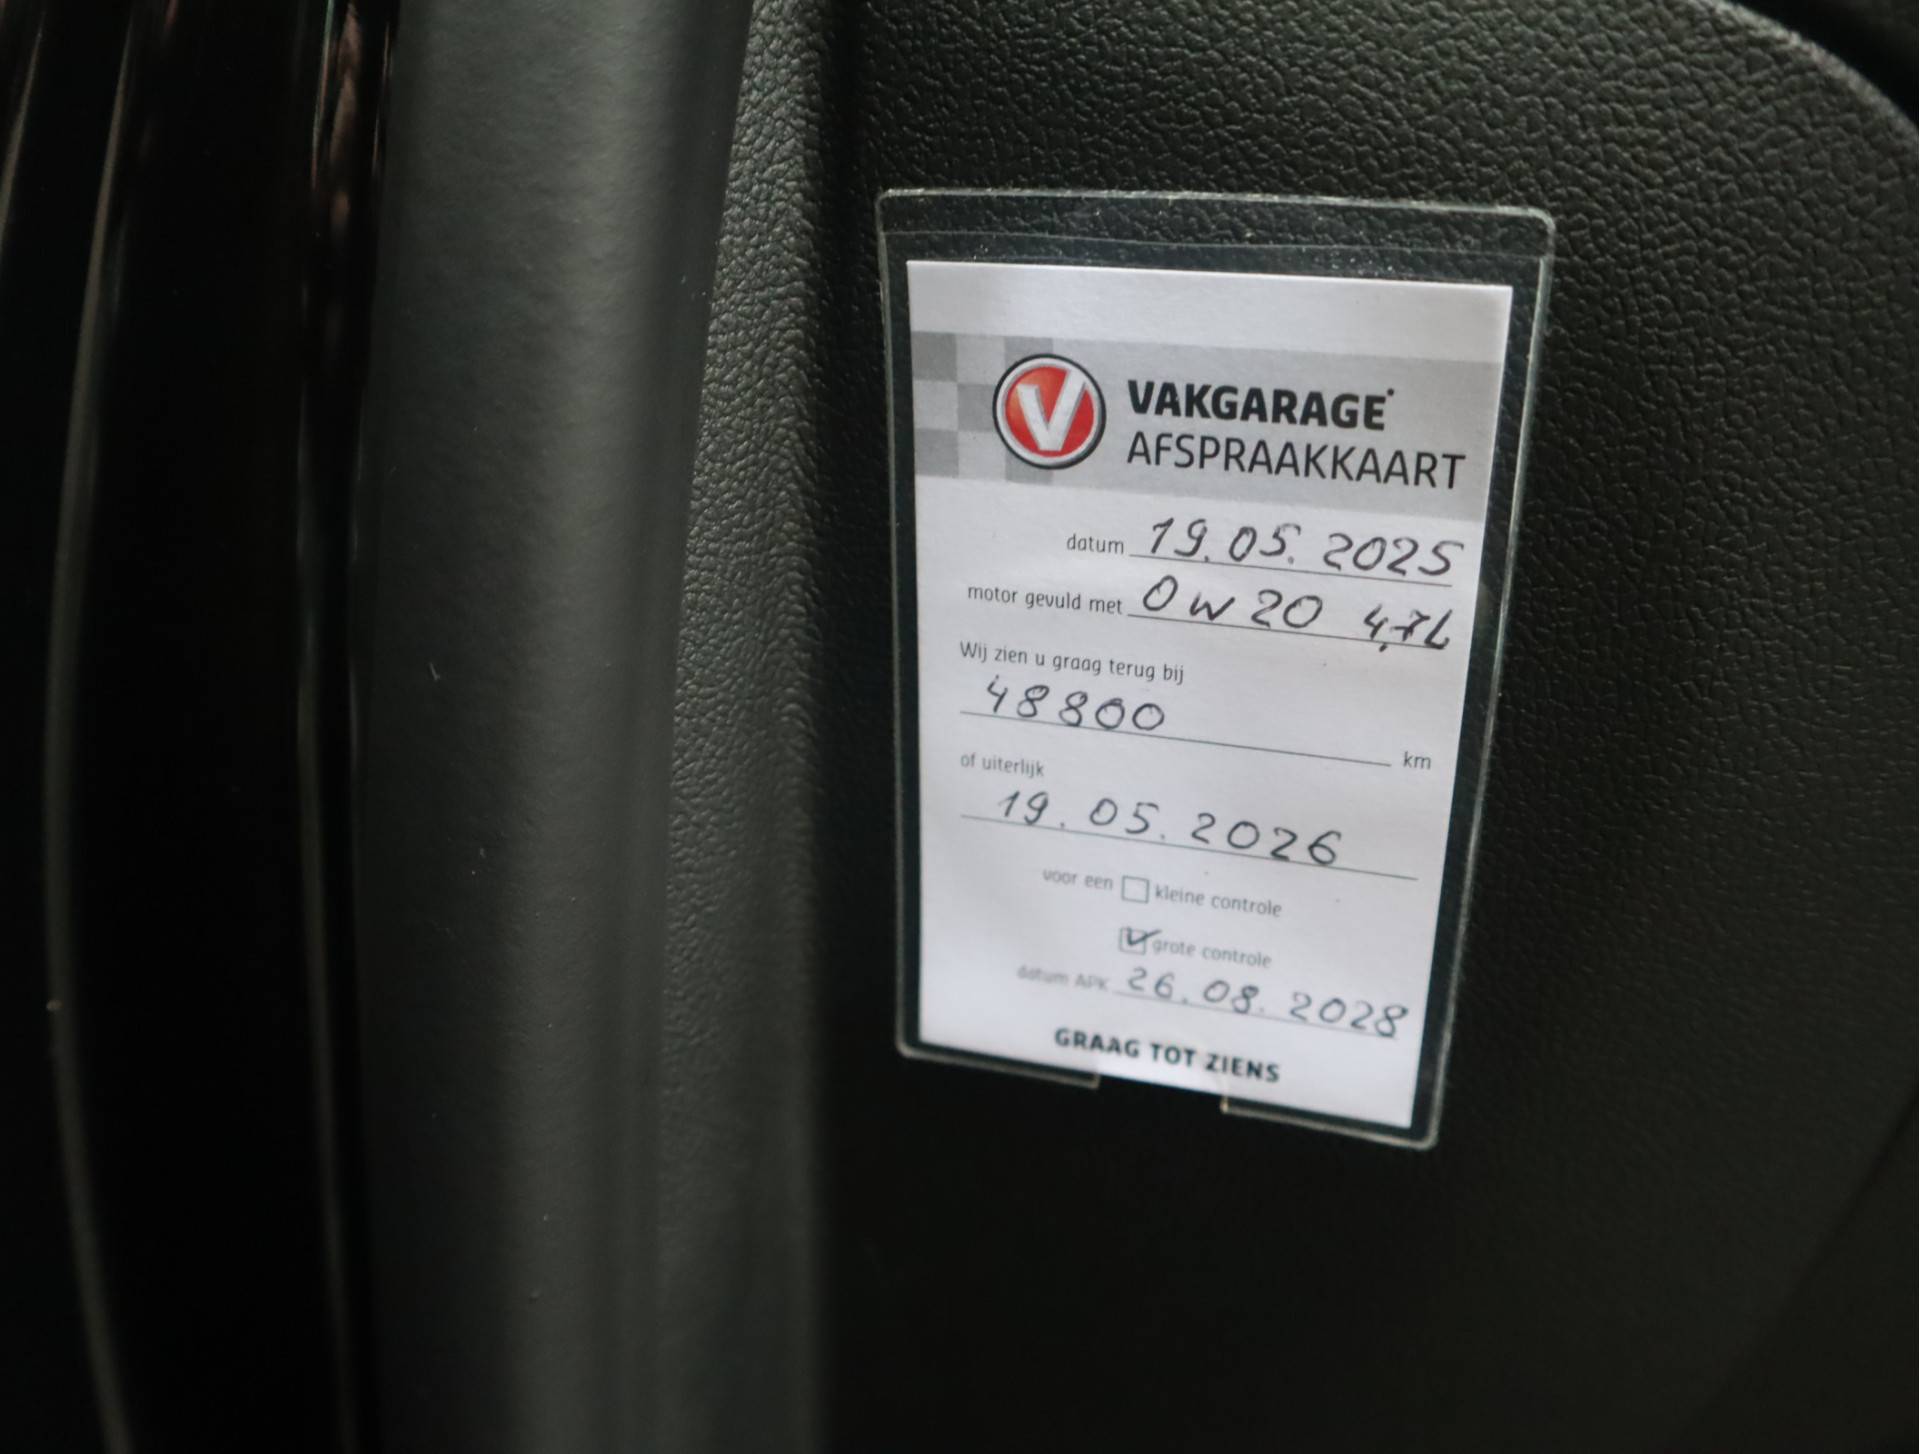 V VAKGARAGE
AFSPRAAKKAART
datum 19.05.2025
motor gevuld met 0W20 4,7L
Wij zien u graag terug bij
48800 km
of uiterlijk
19.05.2026
voor een kleine controle
grote controle
datum APK 26.08.2028
GRAAG TOT ZIENS